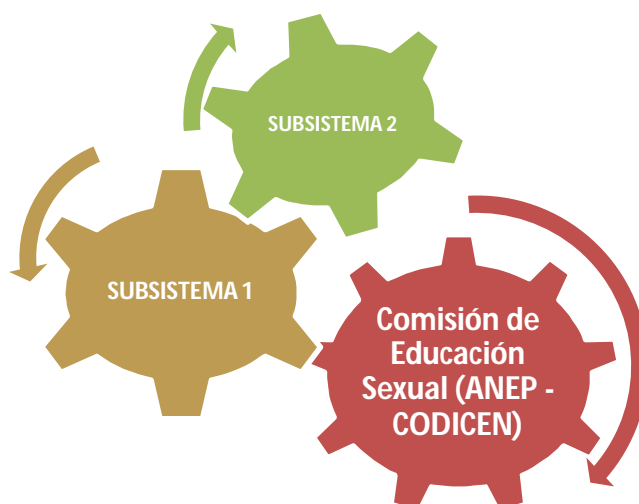 SUBSISTEMA 2
SUBSISTEMA 1
Comisión de
Educación
Sexual (ANEP -
CODICEN)